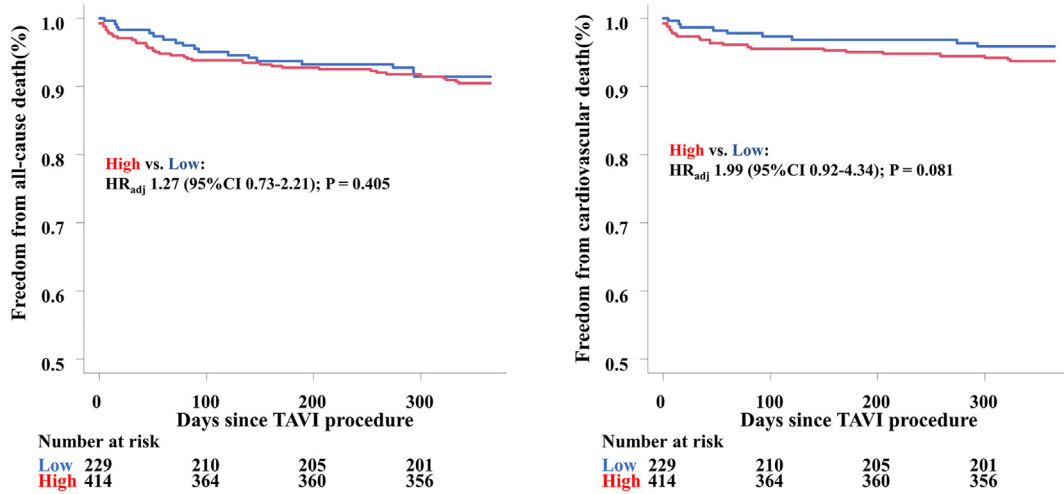 Freedom from all-cause death(%)
1.0
0.9
0.8
0.7
0.6
0.5
High vs. Low:
HRadj 1.27 (95%CI 0.73-2.21); P = 0.405
0 100 200 300
Days since TAVI procedure
Number at risk
Low 229 210 205 201
High 414 364 360 356
Freedom from cardiovascular death(%)
1.0
0.9
0.8
0.7
0.6
0.5
High vs. Low:
HRadj 1.99 (95%CI 0.92-4.34); P = 0.081
0 100 200 300
Days since TAVI procedure
Number at risk
Low 229 210 205 201
High 414 364 360 356